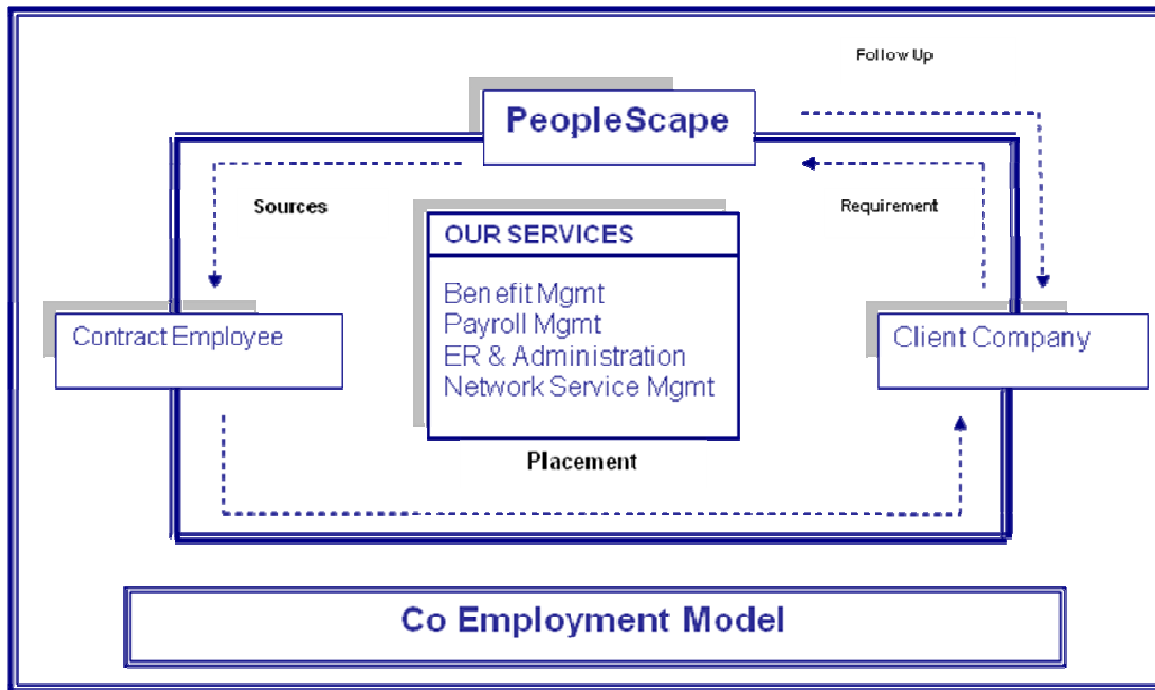 Follow Up
PeopleScape
Sources
Requirement
OUR SERVICES
Benefit Mgmt
Payroll Mgmt
ER & Administration
Network Service Mgmt
Contract Employee
Client Company
Placement
Co Employment Model